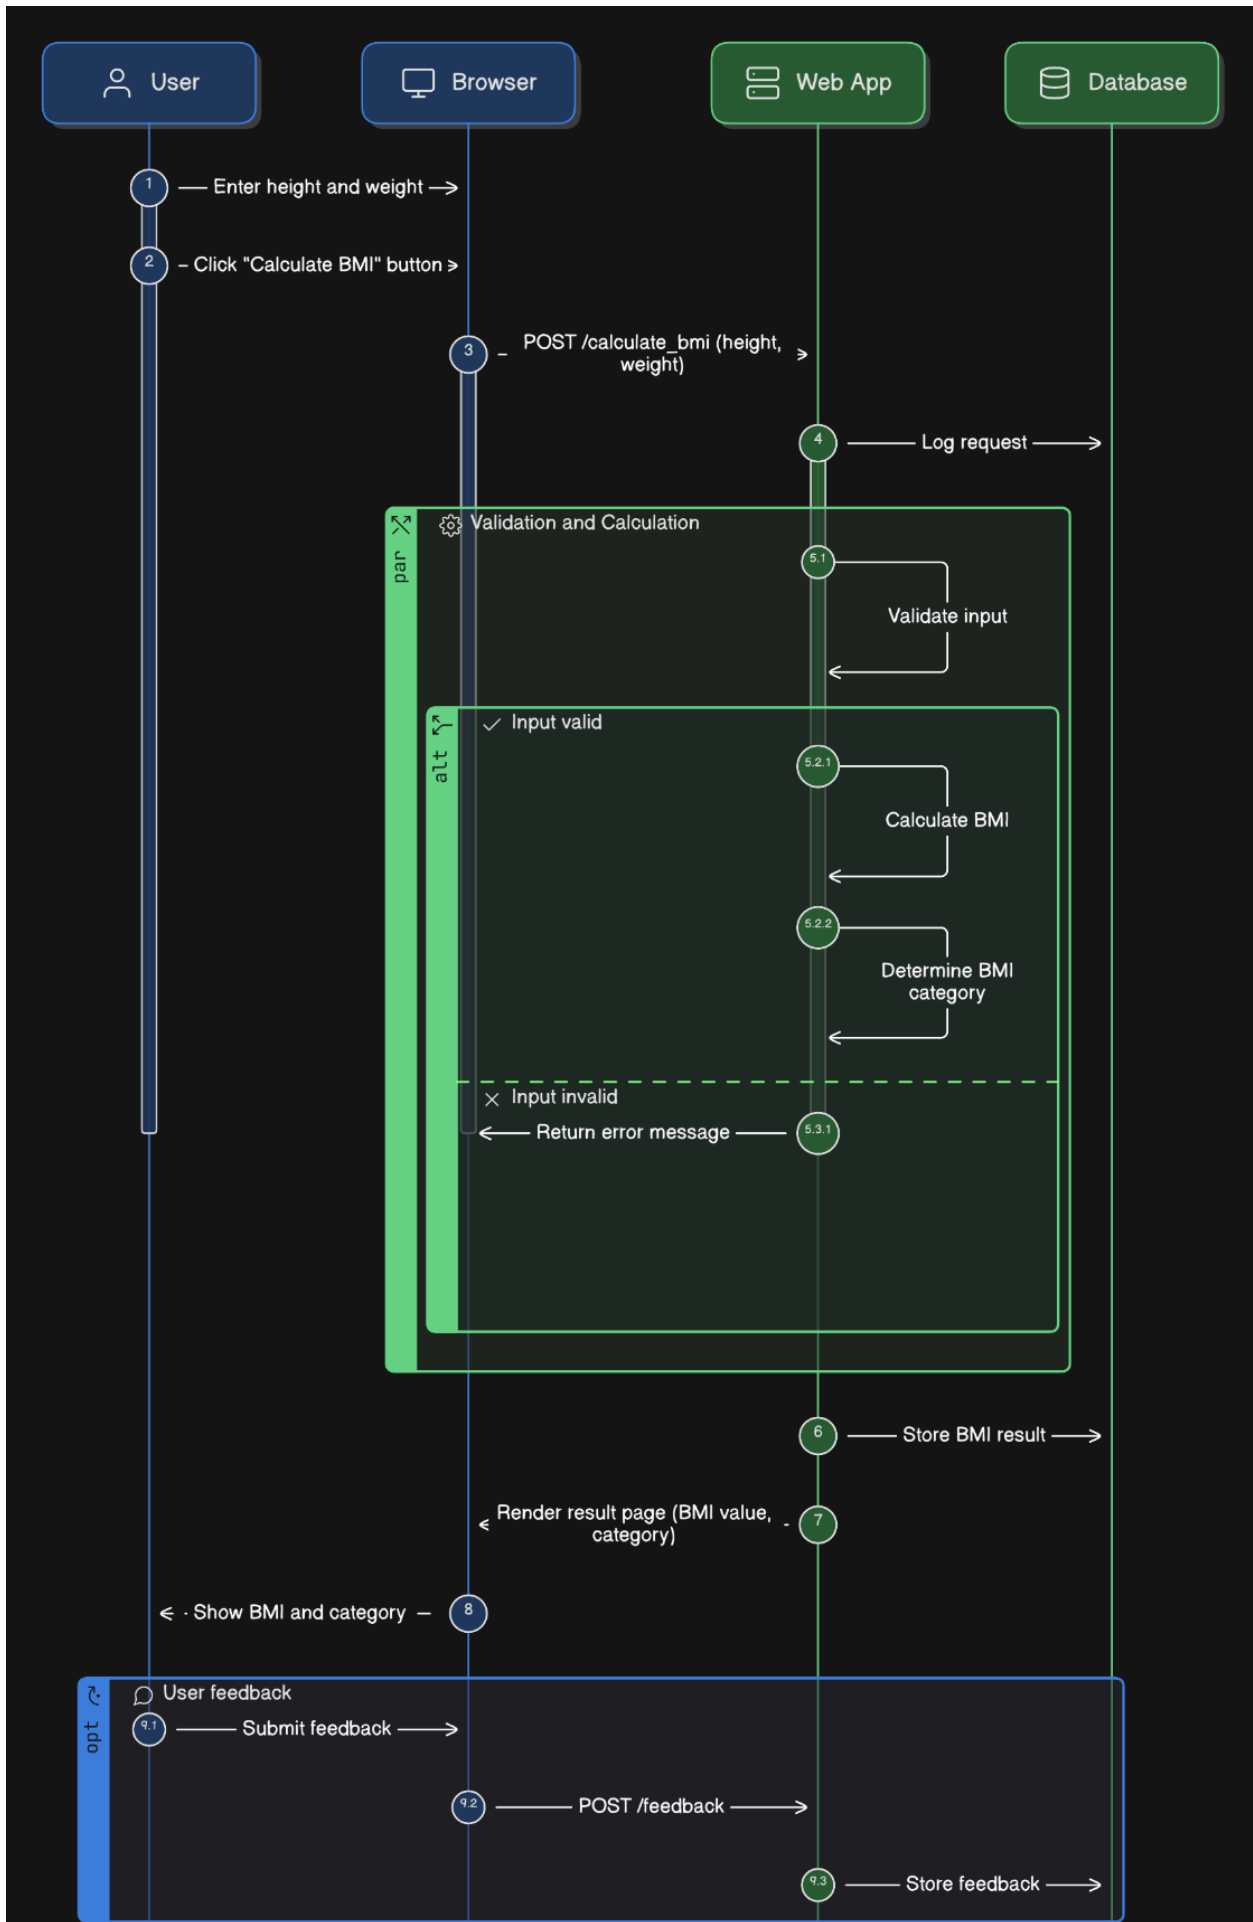 User
Browser
Web App
Database
1
Enter height and weight
2
Click "Calculate BMI" button
3
POST /calculate_bmi (height,
weight)
4
Log request
par
Validation and Calculation
5.1
Validate input
alt
Input valid
5.2.1
Calculate BMI
5.2.2
Determine BMI
category
Input invalid
Return error message
5.3.1
6
Store BMI result
Render result page (BMI value,
category)
7
Show BMI and category
8
opt
User feedback
9.1
Submit feedback
9.2
POST /feedback
9.3
Store feedback